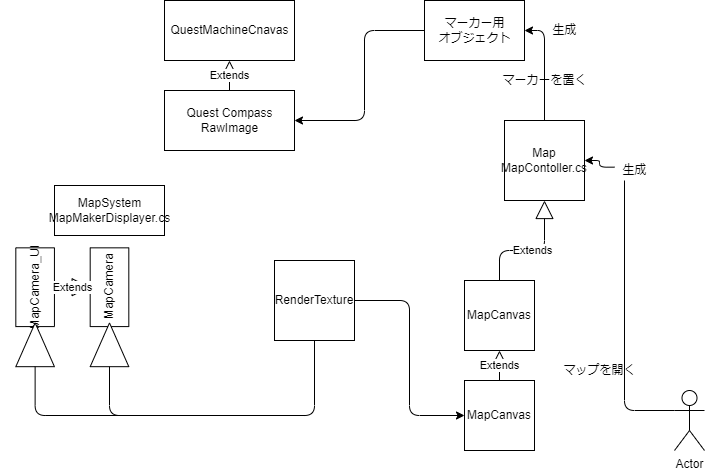 QuestMachineCnavas
マーカー用
オブジェクト
生成
Extends
マーカーを置く
Quest Compass
RawImage
Map
MapContoller.cs
生成
MapSystem
MapMakerDisplayer.cs
MapCamera_UI
Extends
MapCamera
Extends
RenderTexture
MapCanvas
Extends
マップを開く
MapCanvas
Actor